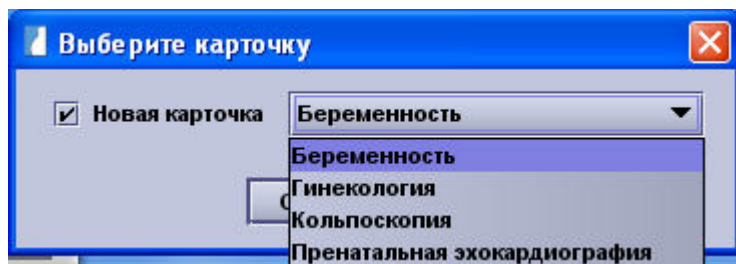 Выберите карточку
Новая карточка Беременность
Беременность
Гинекология
Кольпоскопия
Пренатальная эхокардиография